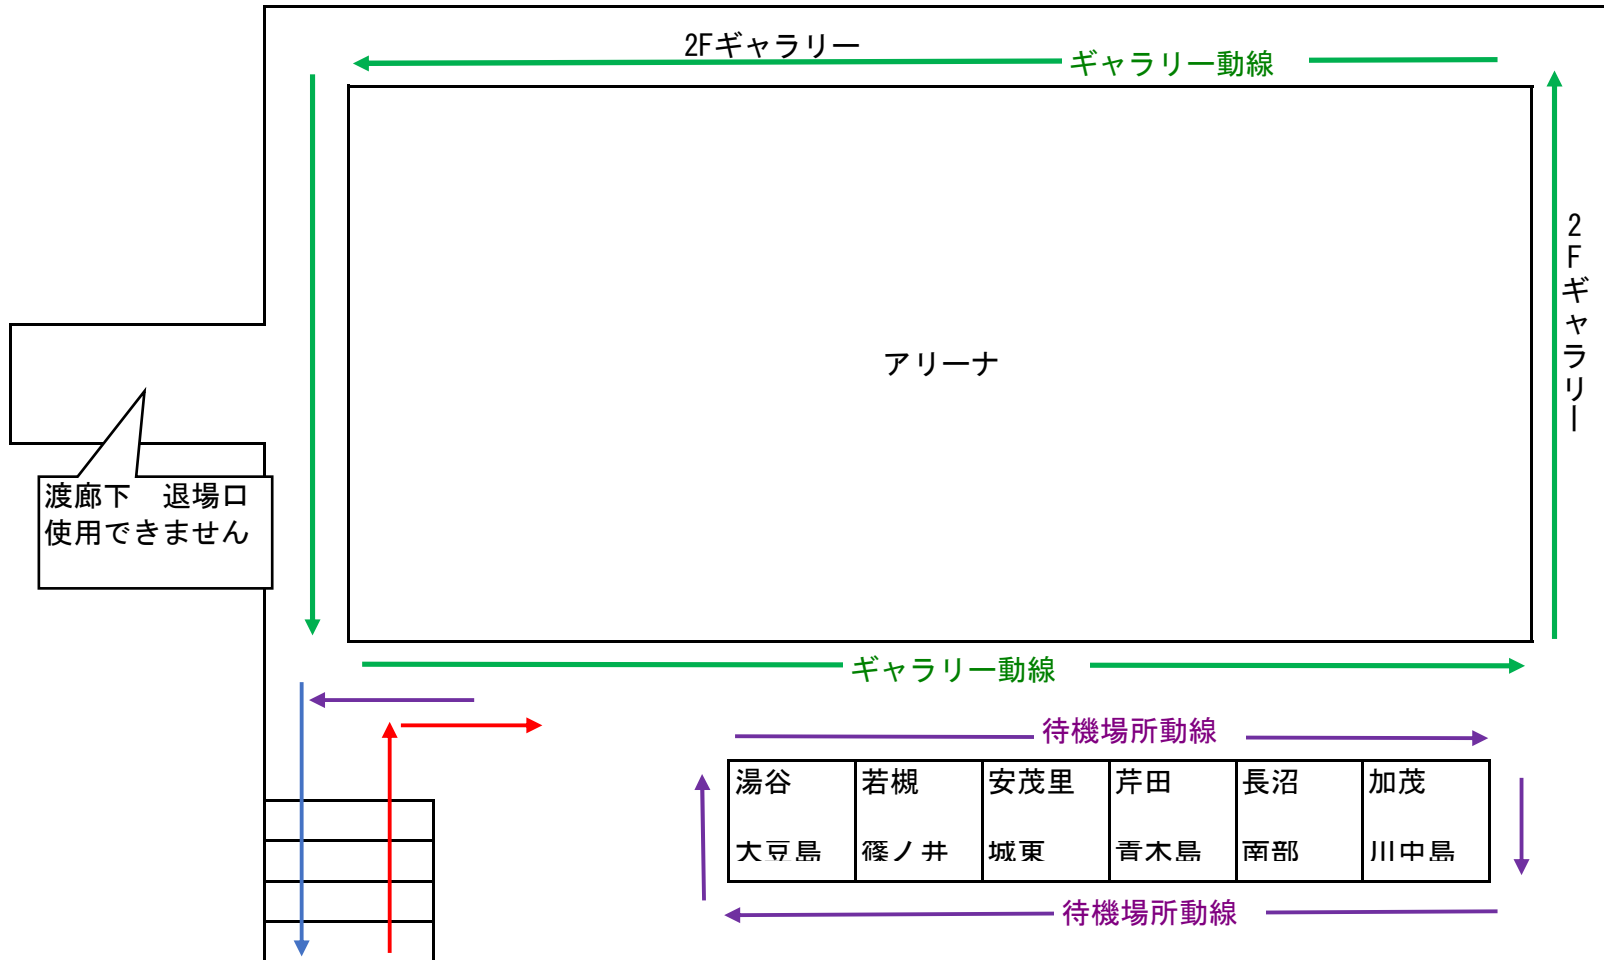 2Fギャラリー
ギャラリー動線
2Fギャラリー
アリーナ
渡廊下　退場口
使用できません
ギャラリー動線
待機場所動線
湯谷 若槻 安茂里 芹田 長沼 加茂
大豆島 篠ノ井 城東 青木島 南部 川中島
待機場所動線